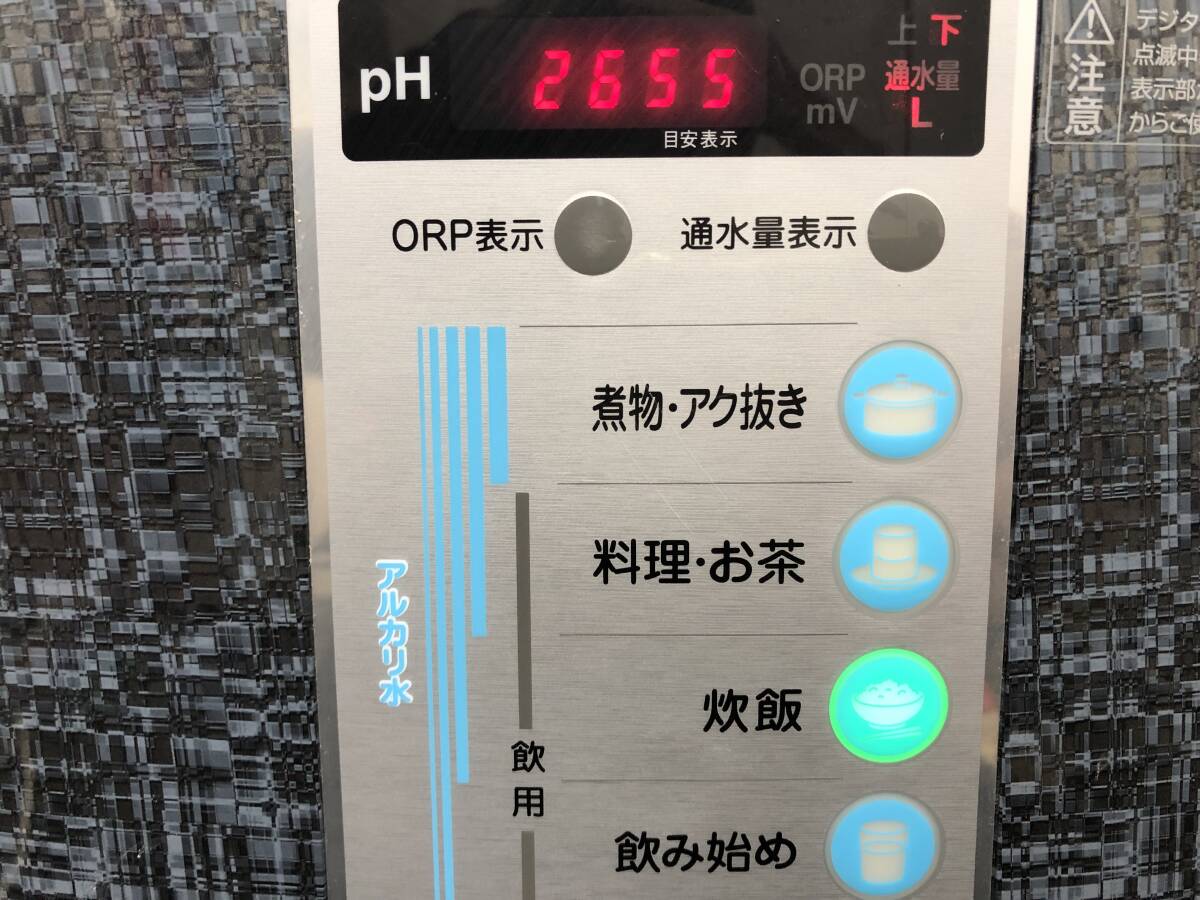 pH
2655
上 下
ORP
mV
通水量
L
目安表示
注意
デジタ
点滅中
表示部
からご使
ORP表示
通水量表示
煮物・アク抜き
料理・お茶
炊飯
飲み始め
アルカリ水
飲用